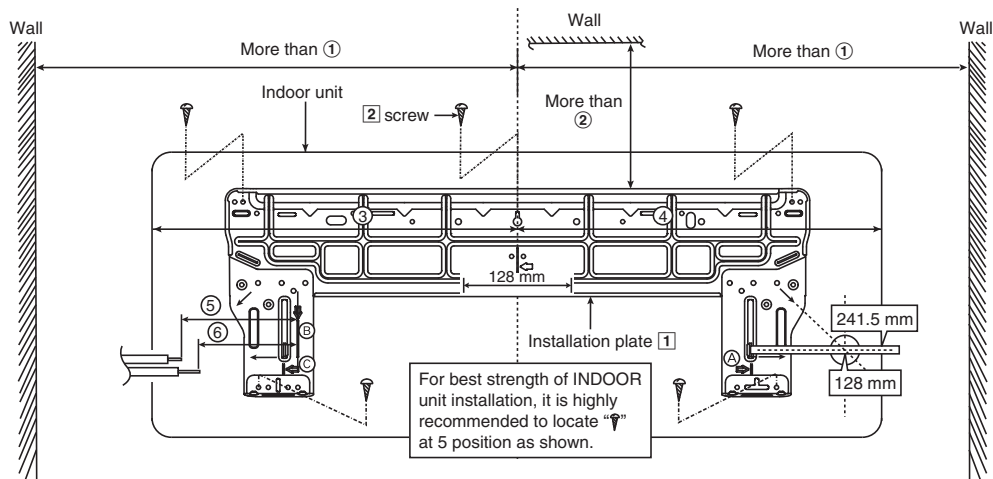 Wall
Wall
Wall
More than ①
More than ①
Indoor unit
2 screw
More than
②
③
④
128 mm
⑤
Ⓑ
⑥
Ⓒ
Ⓐ
241.5 mm
128 mm
Installation plate 1
For best strength of INDOOR
unit installation, it is highly
recommended to locate “ ”
at 5 position as shown.